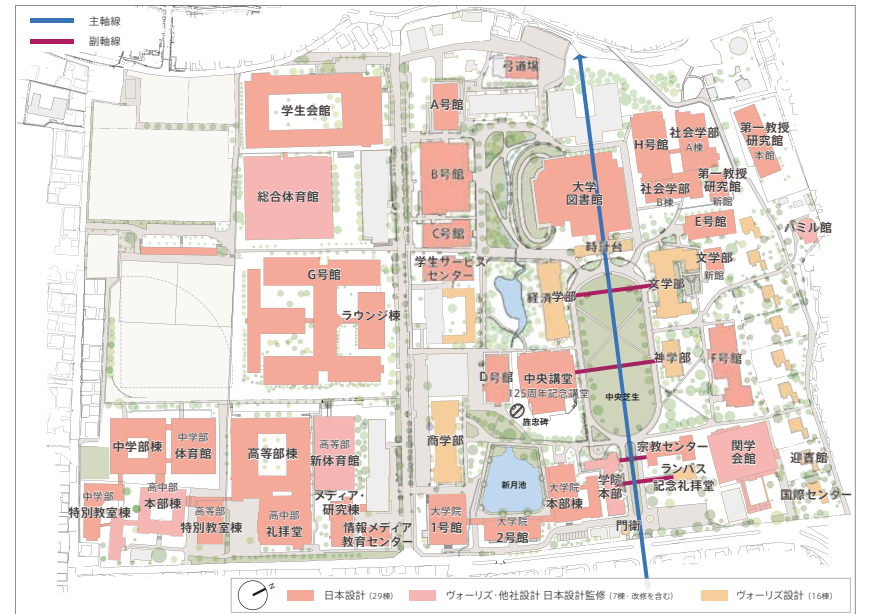 主軸線
副軸線
弓道場
A号館
学生会館
H号館
社会学部
A棟
第一教授
研究館
本館
B号館
総合体育館
大学
図書館
社会学部
B棟
第一教授
研究館
新館
C号館
E号館
パミル館
時計台
学生サービス
センター
G号館
文学部
新館
文学部
経済学部
ラウンジ棟
神学部
F号館
D号館
中央講堂
125周年記念講堂
中央芝生
旌忠碑
商学部
中学部棟
中学部
体育館
高等部棟
高等部
新体育館
宗教センター
関学
会館
ランバス
記念礼拝堂
迎賓館
国際センター
新月池
学院
本部
大学院
本部棟
中学部
特別教室棟
高中部
本部棟
高等部
特別教室棟
高中部
礼拝堂
メディア・
研究棟
情報メディア
教育センター
大学院
1号館
大学院
2号館
門衛
N
日本設計 (29棟)
ヴォーリズ・他社設計 日本設計監修 (7棟・改修を含む)
ヴォーリズ設計 (16棟)